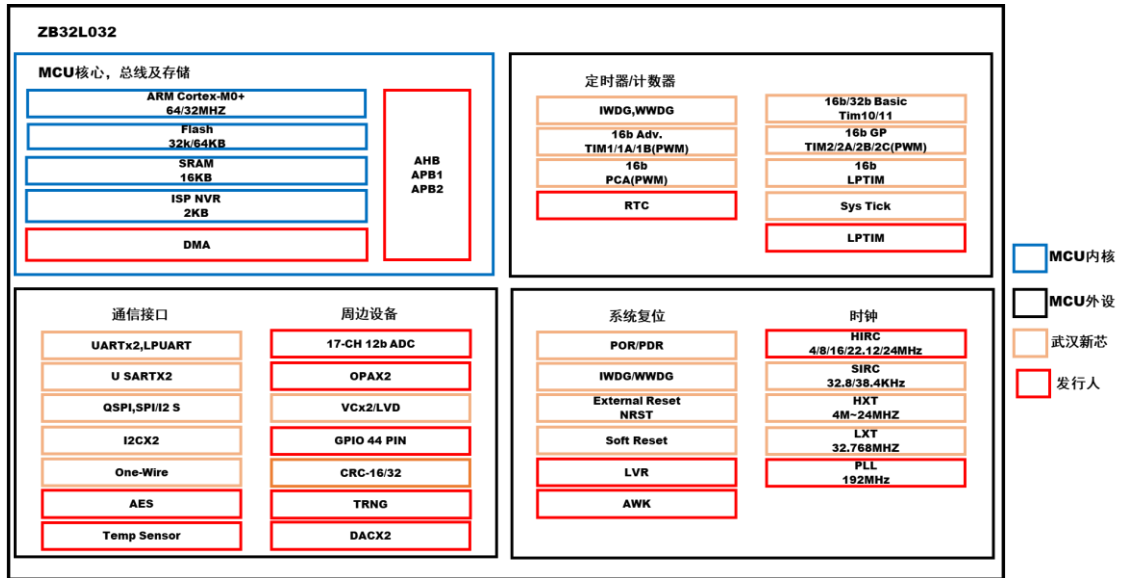 ZB32L032
MCU核心，总线及存储
ARM Cortex-M0+
64/32MHZ
Flash
32k/64KB
SRAM
16KB
ISP NVR
2KB
DMA
AHB
APB1
APB2
定时器/计数器
IWDG,WWDG
16b Adv.
TIM1/1A/1B(PWM)
16b
PCA(PWM)
RTC
16b/32b Basic
Tim10/11
16b GP
TIM2/2A/2B/2C(PWM)
16b
LPTIM
Sys Tick
LPTIM
通信接口
UARTx2,LPUART
U SARTX2
QSPI,SPI/I2 S
I2CX2
One-Wire
AES
Temp Sensor
周边设备
17-CH 12b ADC
OPAX2
VCx2/LVD
GPIO 44 PIN
CRC-16/32
TRNG
DACX2
系统复位
POR/PDR
IWDG/WWDG
External Reset
NRST
Soft Reset
LVR
AWK
时钟
HIRC
4/8/16/22.12/24MHz
SIRC
32.8/38.4KHz
HXT
4M~24MHZ
LXT
32.768MHZ
PLL
192MHz
MCU内核
MCU外设
武汉新芯
发行人